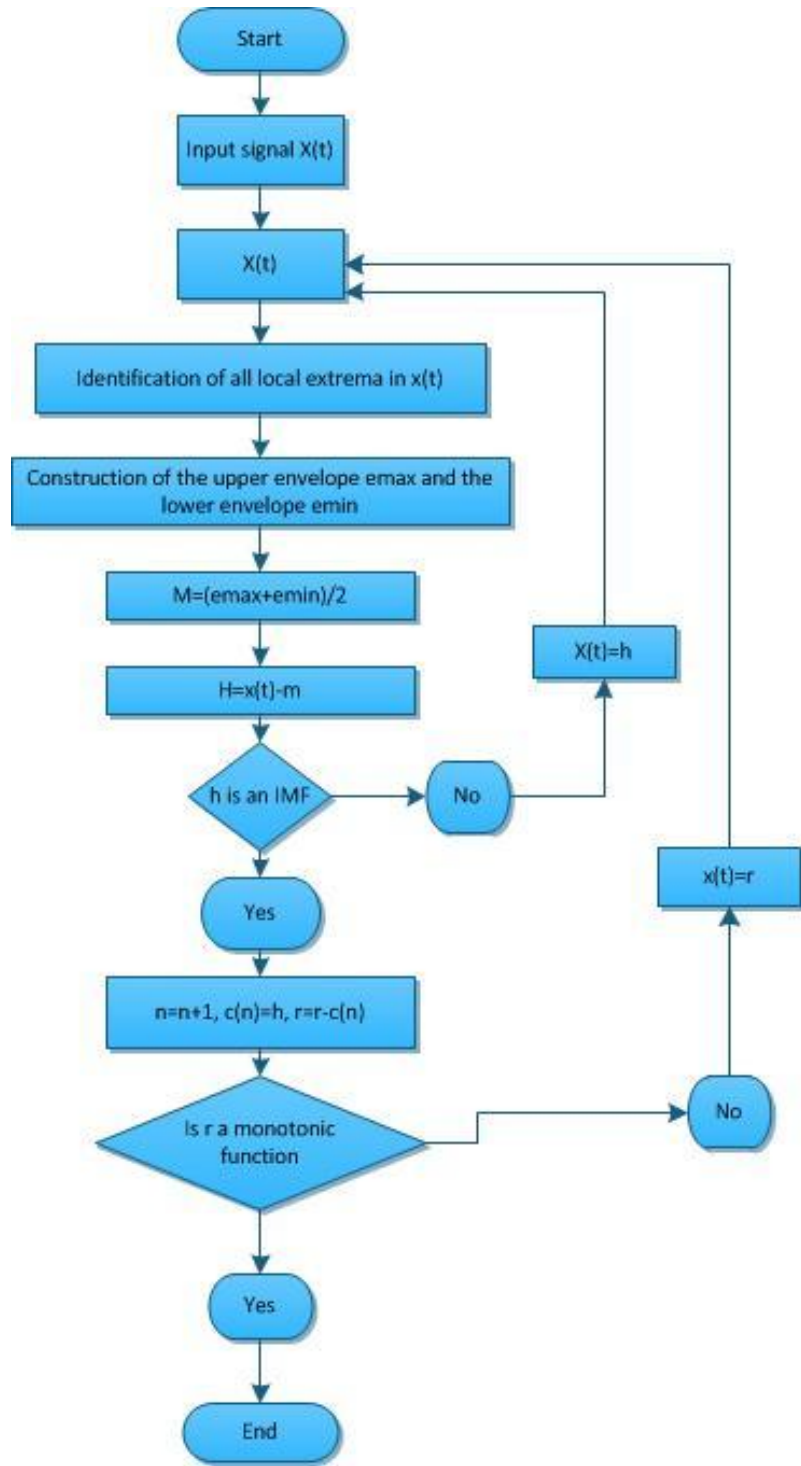 Start
Input signal X(t)
X(t)
Identification of all local extrema in x(t)
Construction of the upper envelope emax and the
lower envelope emin
M=(emax+emin)/2
X(t)=h
H=x(t)-m
h is an IMF
No
x(t)=r
Yes
n=n+1, c(n)=h, r=r-c(n)
Is r a monotonic
function
No
Yes
End